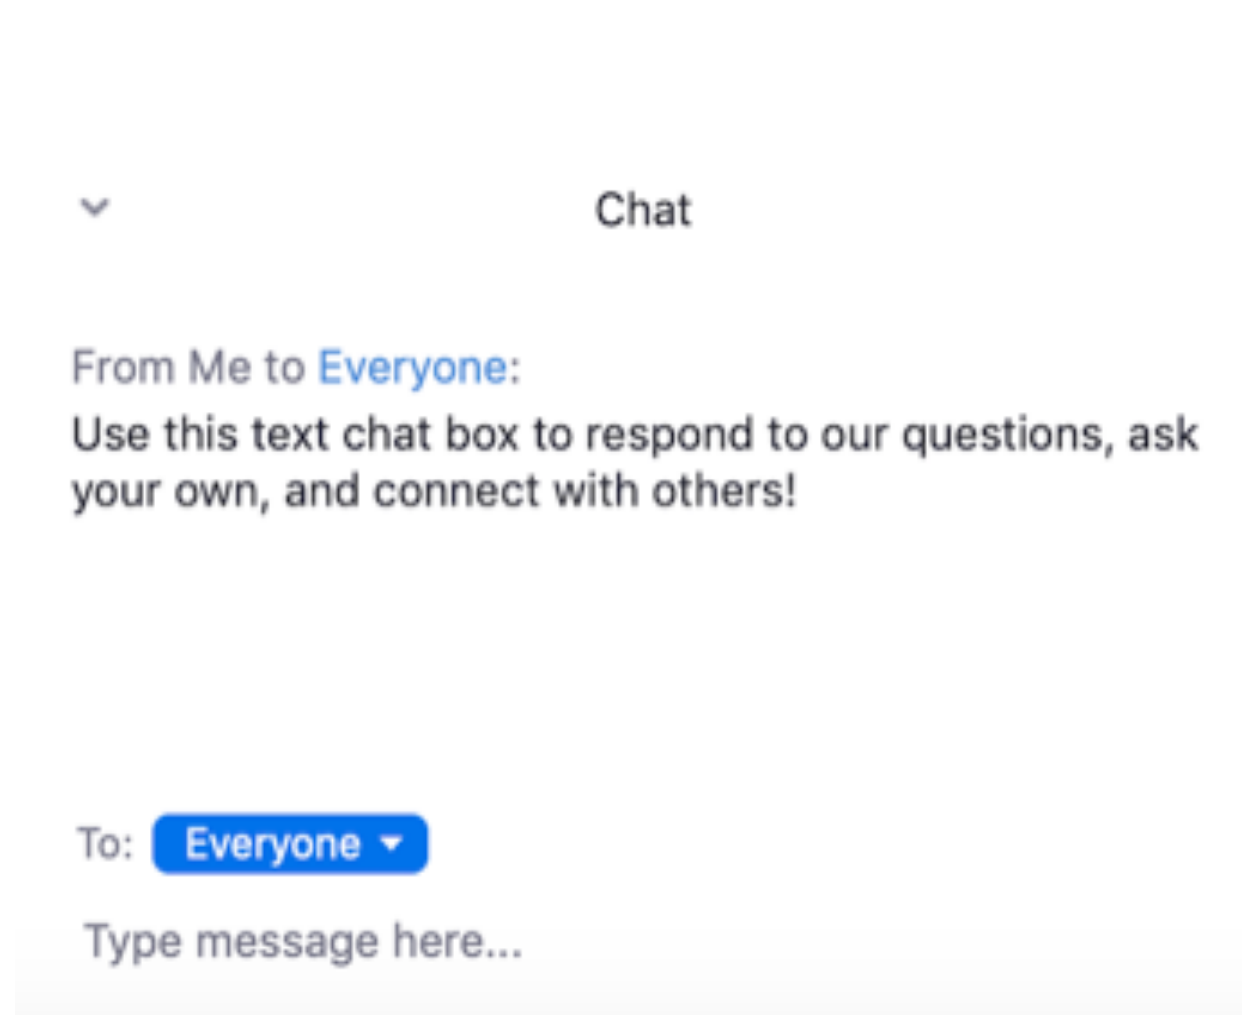 Chat
From Me to Everyone:
Use this text chat box to respond to our questions, ask
your own, and connect with others!
To: Everyone
Type message here...